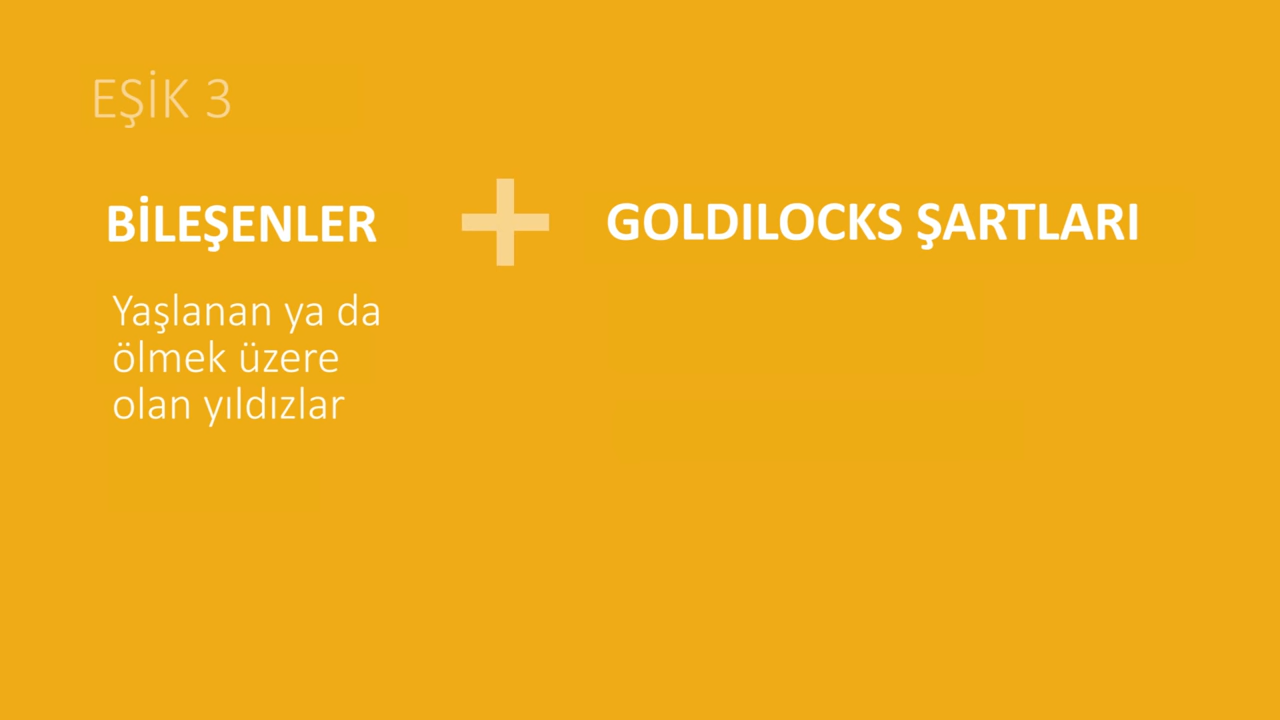 EŞİK 3
BİLEŞENLER + GOLDILOCKS ŞARTLARI
Yaşlanan ya da
ölmek üzere
olan yıldızlar